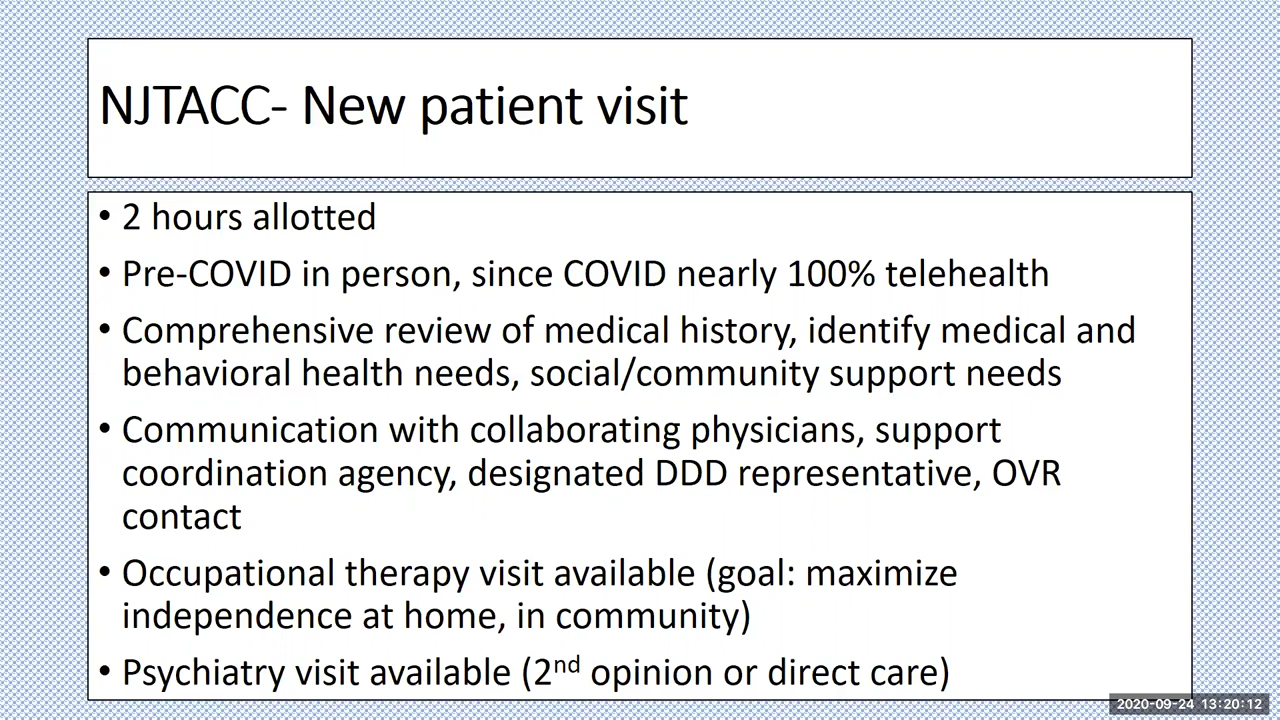 NJTACC- New patient visit
• 2 hours allotted
• Pre-COVID in person, since COVID nearly 100% telehealth
• Comprehensive review of medical history, identify medical and
behavioral health needs, social/community support needs
• Communication with collaborating physicians, support
coordination agency, designated DDD representative, OVR
contact
• Occupational therapy visit available (goal: maximize
independence at home, in community)
• Psychiatry visit available (2nd opinion or direct care)
2020-09-24 13:20:12